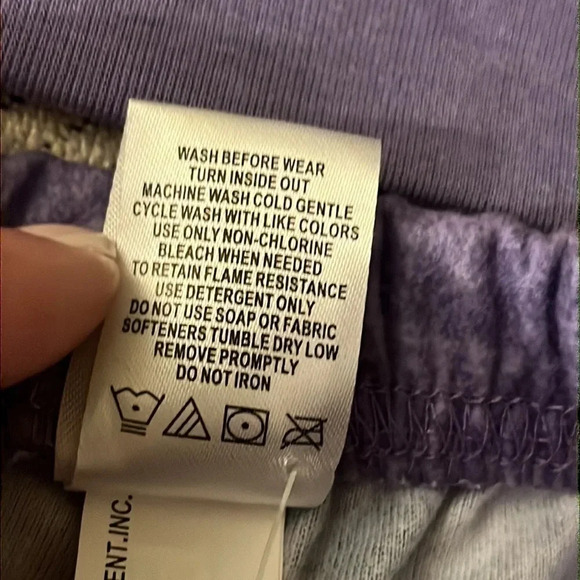 WASH BEFORE WEAR
TURN INSIDE OUT
MACHINE WASH COLD GENTLE
CYCLE WASH WITH LIKE COLORS
USE ONLY NON-CHLORINE
BLEACH WHEN NEEDED
TO RETAIN FLAME RESISTANCE
USE DETERGENT ONLY
DO NOT USE SOAP OR FABRIC
SOFTENERS TUMBLE DRY LOW
REMOVE PROMPTLY
DO NOT IRON
ENT.INC.